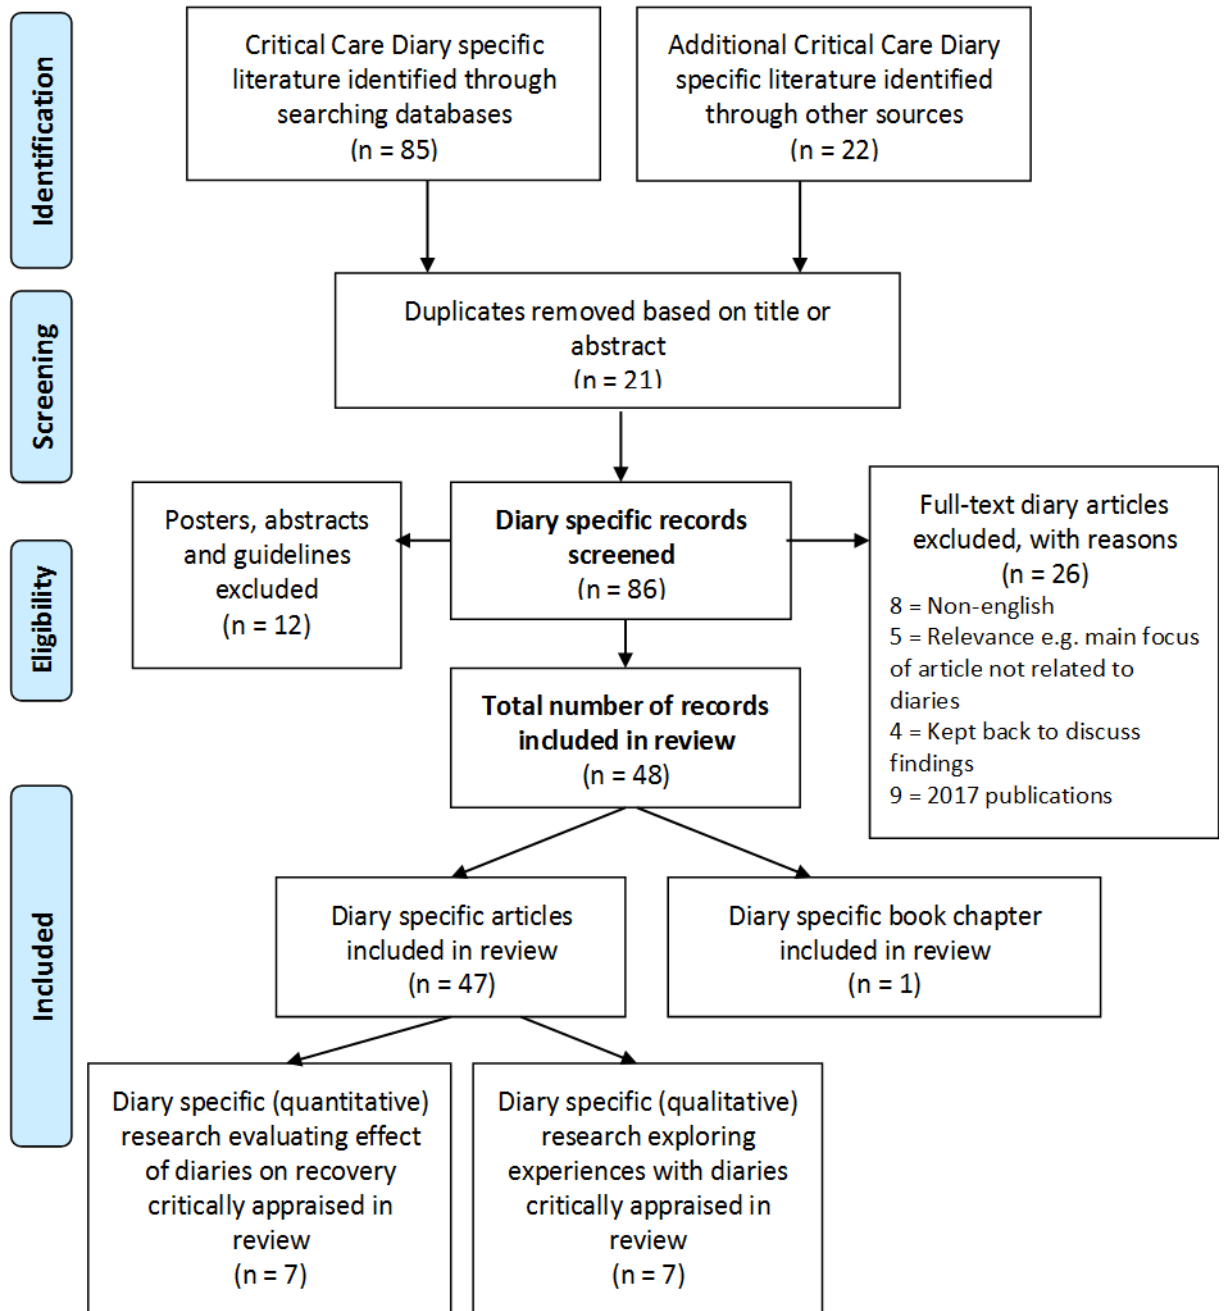 Identification
Critical Care Diary specific
literature identified through
searching databases
(n = 85)
Additional Critical Care Diary
specific literature identified
through other sources
(n = 22)
Screening
Duplicates removed based on title or
abstract
(n = 21)
Eligibility
Posters, abstracts
and guidelines
excluded
(n = 12)
Diary specific records
screened
(n = 86)
Full-text diary articles
excluded, with reasons
(n = 26)
8 = Non-english
5 = Relevance e.g. main focus
of article not related to
diaries
4 = Kept back to discuss
findings
9 = 2017 publications
Total number of records
included in review
(n = 48)
Included
Diary specific articles
included in review
(n = 47)
Diary specific book chapter
included in review
(n = 1)
Diary specific (quantitative)
research evaluating effect
of diaries on recovery
critically appraised in
review
(n = 7)
Diary specific (qualitative)
research exploring
experiences with diaries
critically appraised in
review
(n = 7)